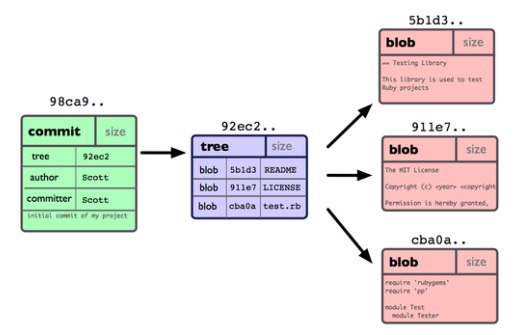 98ca9..
commit size
tree 92ec2
author Scott
committer Scott
initial commit of my project
92ec2..
tree size
blob 5b1d3 README
blob 911e7 LICENSE
blob cba0a test.rb
5b1d3..
blob size
== Testing Library
This library is used to test
Ruby projects
911e7..
blob size
The MIT License
Copyright (c) <year> <copyright
Permission is hereby granted,
cba0a..
blob size
require 'rubygems'
require 'pp'
module Test
module Tester